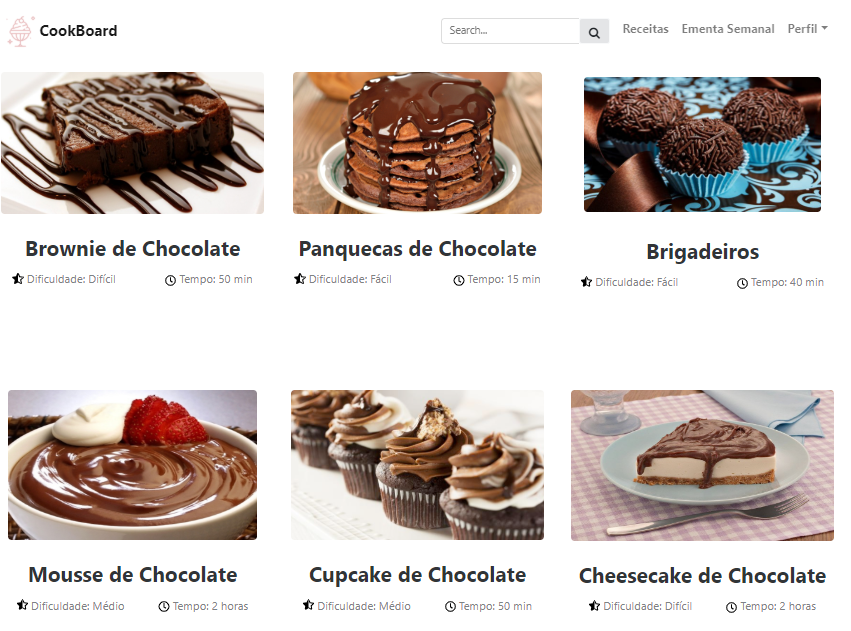 CookBoard
Search...
Receitas Ementa Semanal Perfil
Brownie de Chocolate
Dificuldade: Difícil Tempo: 50 min
Panquecas de Chocolate
Dificuldade: Fácil Tempo: 15 min
Brigadeiros
Dificuldade: Fácil Tempo: 40 min
Mousse de Chocolate
Dificuldade: Médio Tempo: 2 horas
Cupcake de Chocolate
Dificuldade: Médio Tempo: 50 min
Cheesecake de Chocolate
Dificuldade: Difícil Tempo: 2 horas